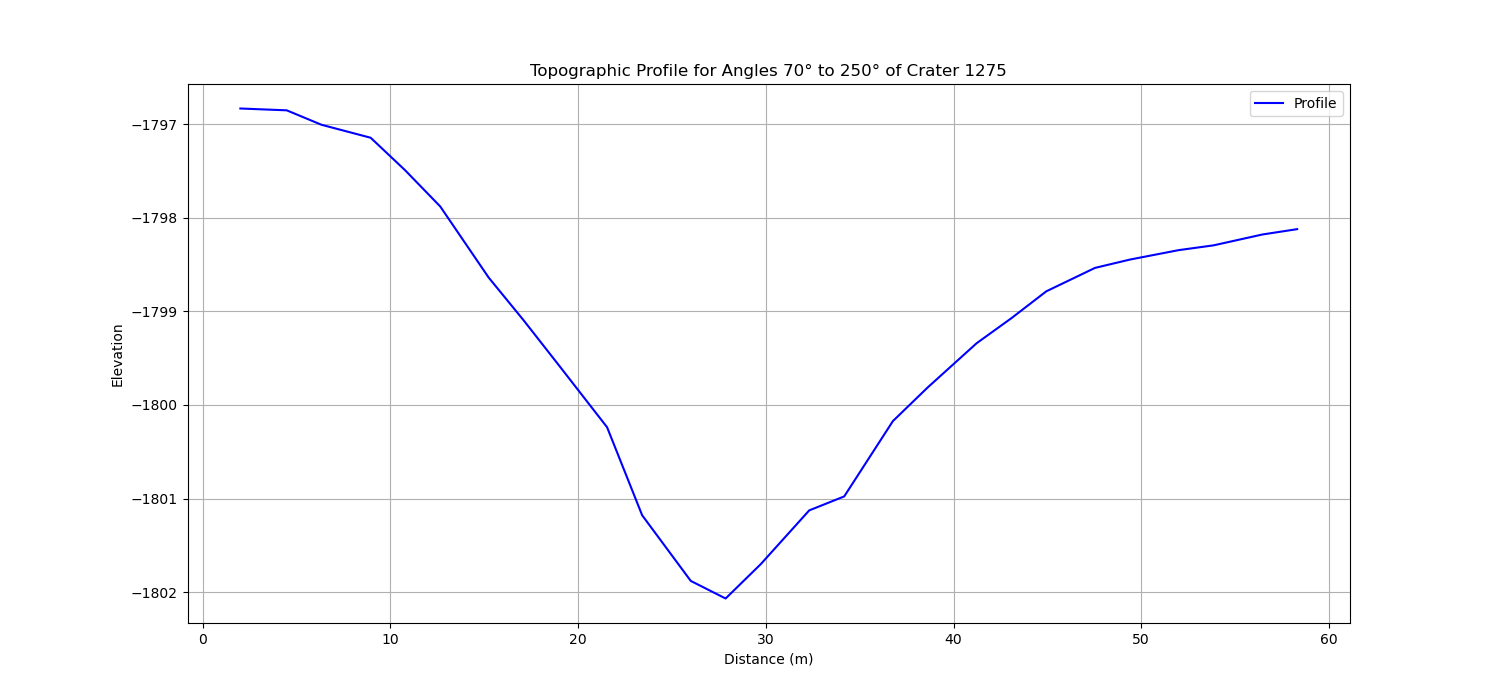 Topographic Profile for Angles 70° to 250° of Crater 1275
Profile
−1797
−1798
−1799
−1800
−1801
−1802
Elevation
0 10 20 30 40 50 60
Distance (m)